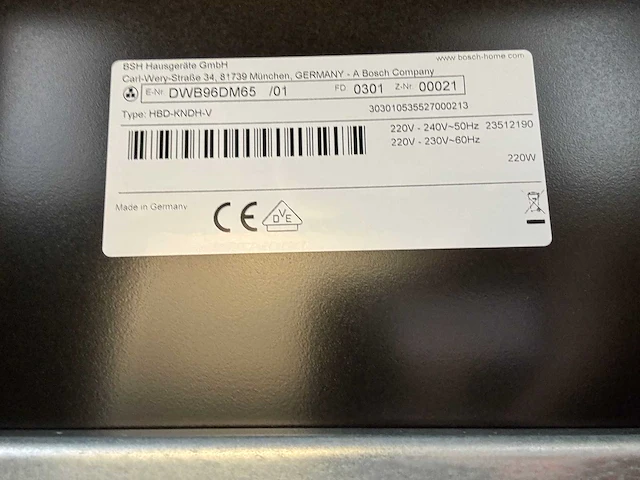 BSH Hausgeräte GmbH www.bosch-home.com
Carl-Wery-Straße 34, 81739 München, GERMANY - A Bosch Company
E-Nr DWB96DM65 /01 FD 0301 Z-Nr 00021
Type: HBD-KNDH-V 303010535527000213
220V - 240V~50Hz 23512190
220V - 230V~60Hz
220W
Made in Germany CE DVE